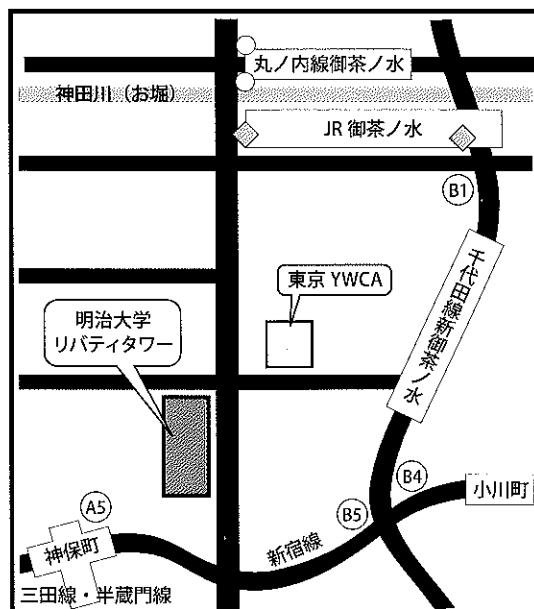 丸ノ内線御茶ノ水
神田川（お堀）
JR 御茶ノ水
B1
千代田線新御茶ノ水
東京 YWCA
明治大学
リバティタワー
B4
小川町
B5
A5
新宿線
神保町
三田線・半蔵門線